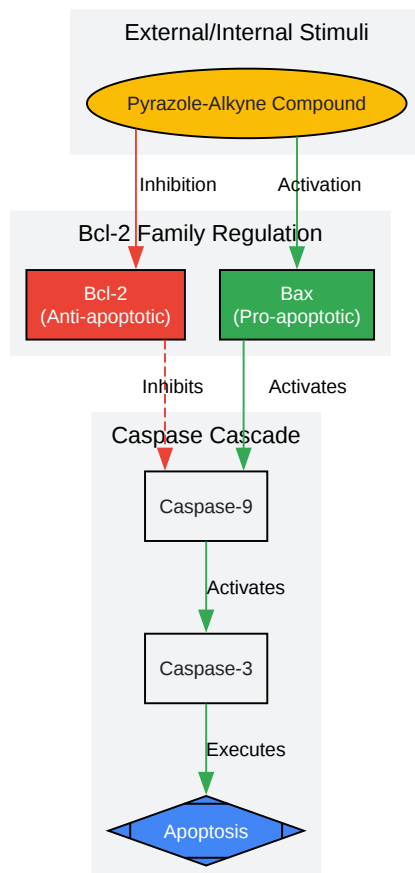 External/Internal Stimuli
Pyrazole-Alkyne Compound
Inhibition
Activation
Bcl-2 Family Regulation
Bcl-2
(Anti-apoptotic)
Bax
(Pro-apoptotic)
Inhibits
Activates
Caspase Cascade
Caspase-9
Activates
Caspase-3
Executes
Apoptosis